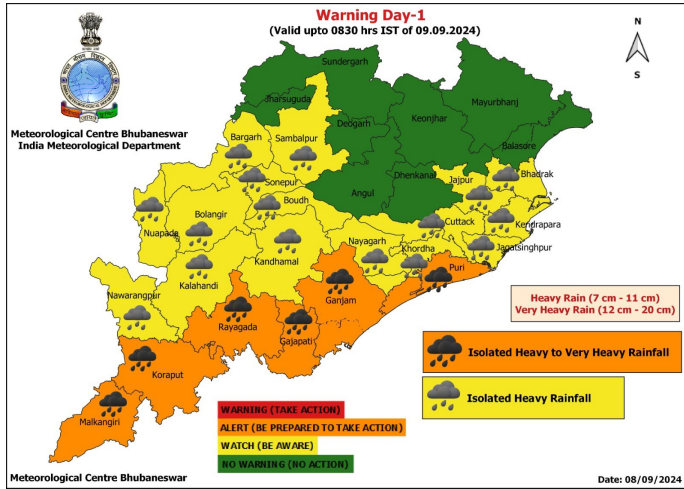 Warning Day-1
(Valid upto 0830 hrs IST of 09.09.2024)
N
S
Meteorological Centre Bhubaneswar
India Meteorological Department
Sundergarh
Jharsuguda
Mayurbhanj
Keonjhar
Deogarh
Bargarh
Sambalpur
Balasore
Dhenkanal
Jajpur
Bhadrak
Sonepur
Angul
Boudh
Bolangir
Cuttack
Kendrapara
Nuapada
Nayagarh
Khordha
Jagatsinghpur
Kandhamal
Puri
Kalahandi
Nawarangpur
Ganjam
Rayagada
Gajapati
Koraput
Malkangiri
Heavy Rain (7 cm - 11 cm)
Very Heavy Rain (12 cm - 20 cm)
Isolated Heavy to Very Heavy Rainfall
Isolated Heavy Rainfall
WARNING (TAKE ACTION)
ALERT (BE PREPARED TO TAKE ACTION)
WATCH (BE AWARE)
NO WARNING (NO ACTION)
Meteorological Centre Bhubaneswar
Date: 08/09/2024